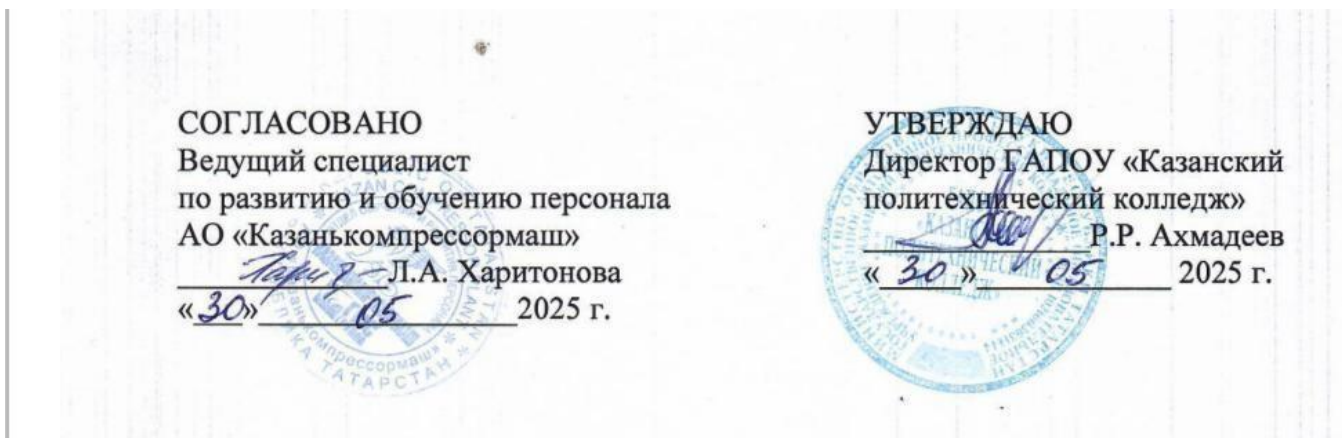 СОГЛАСОВАНО
Ведущий специалист
по развитию и обучению персонала
АО «Казанькомпрессормаш»
Л.А. Харитонова
«30» 05 2025 г.
УТВЕРЖДАЮ
Директор ГАПОУ «Казанский
политехнический колледж»
Р.Р. Ахмадеев
« 30 » 05 2025 г.